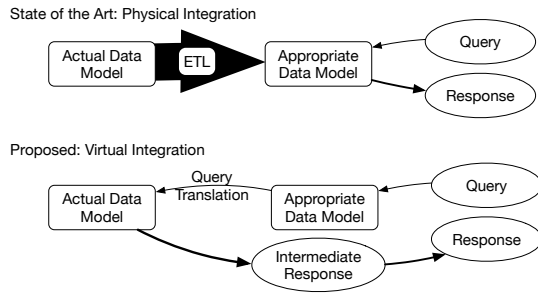 State of the Art: Physical Integration
Actual Data
Model
ETL
Appropriate
Data Model
Query
Response
Proposed: Virtual Integration
Actual Data
Model
Query
Translation
Appropriate
Data Model
Query
Intermediate
Response
Response